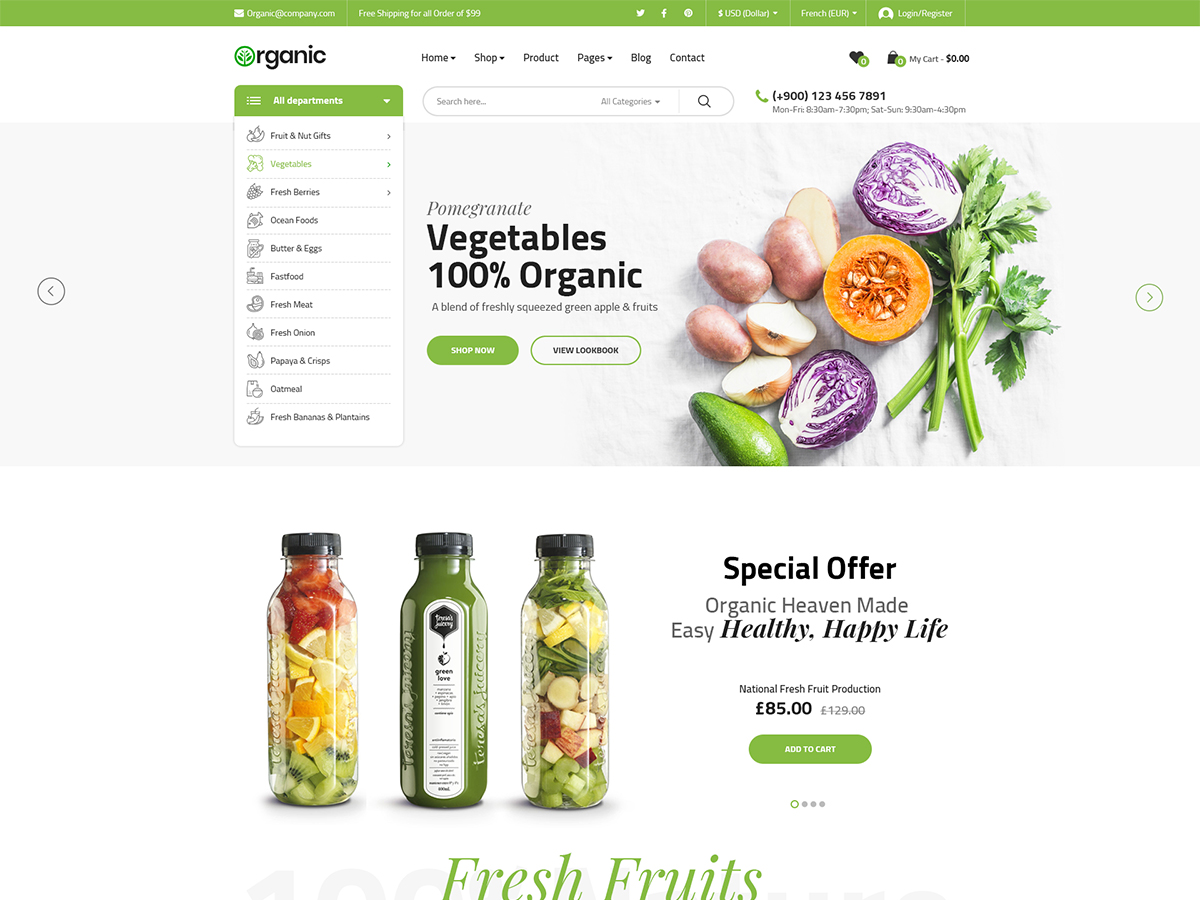 Organic@company.com
Free Shipping for all Order of $99
$ USD (Dollar)
French (EUR)
Login/Register
Organic
Home
Shop
Product
Pages
Blog
Contact
0
0
My Cart - $0.00
All departments
Search here...
All Categories
(+900) 123 456 7891
Mon-Fri: 8:30am-7:30pm; Sat-Sun: 9:30am-4:30pm
Fruit & Nut Gifts
Vegetables
Fresh Berries
Ocean Foods
Butter & Eggs
Fastfood
Fresh Meat
Fresh Onion
Papaya & Crisps
Oatmeal
Fresh Bananas & Plantains
Pomegranate
Vegetables
100% Organic
A blend of freshly squeezed green apple & fruits
SHOP NOW
VIEW LOOKBOOK
teresa's
juicery
green
love
teresa's juicery
Special Offer
Organic Heaven Made
Easy Healthy, Happy Life
National Fresh Fruit Production
£85.00 £129.00
ADD TO CART
Fresh Fruits